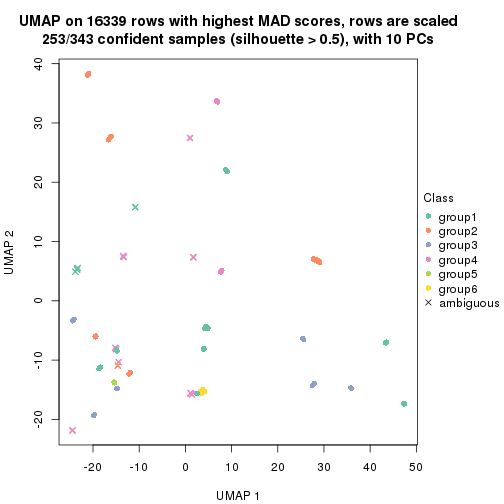 UMAP on 16339 rows with highest MAD scores, rows are scaled
253/343 confident samples (silhouette > 0.5), with 10 PCs
40
30
20
10
0
-10
-20
UMAP 2
-20
-10
0
10
20
30
40
50
UMAP 1
Class
group1
group2
group3
group4
group5
group6
ambiguous